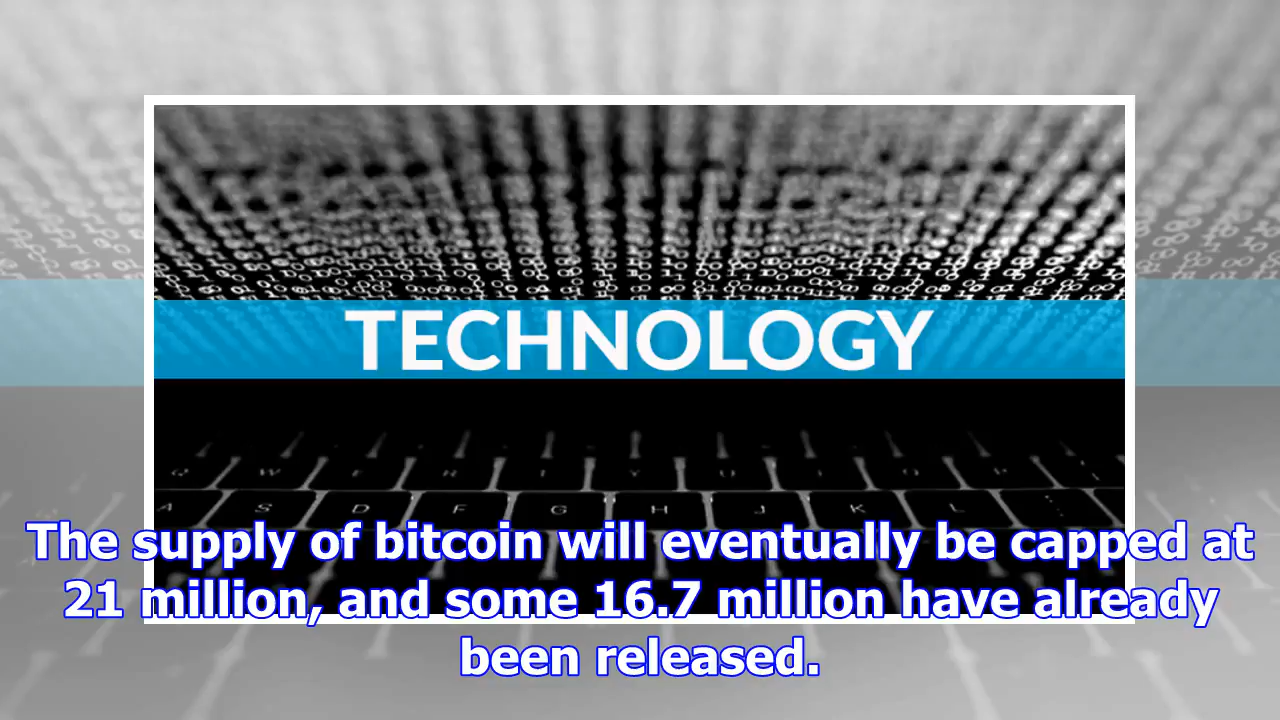 TECHNOLOGY
Q W E R T Y U I O P
A S D F G H J K L
The supply of bitcoin will eventually be capped at
21 million, and some 16.7 million have already
been released.